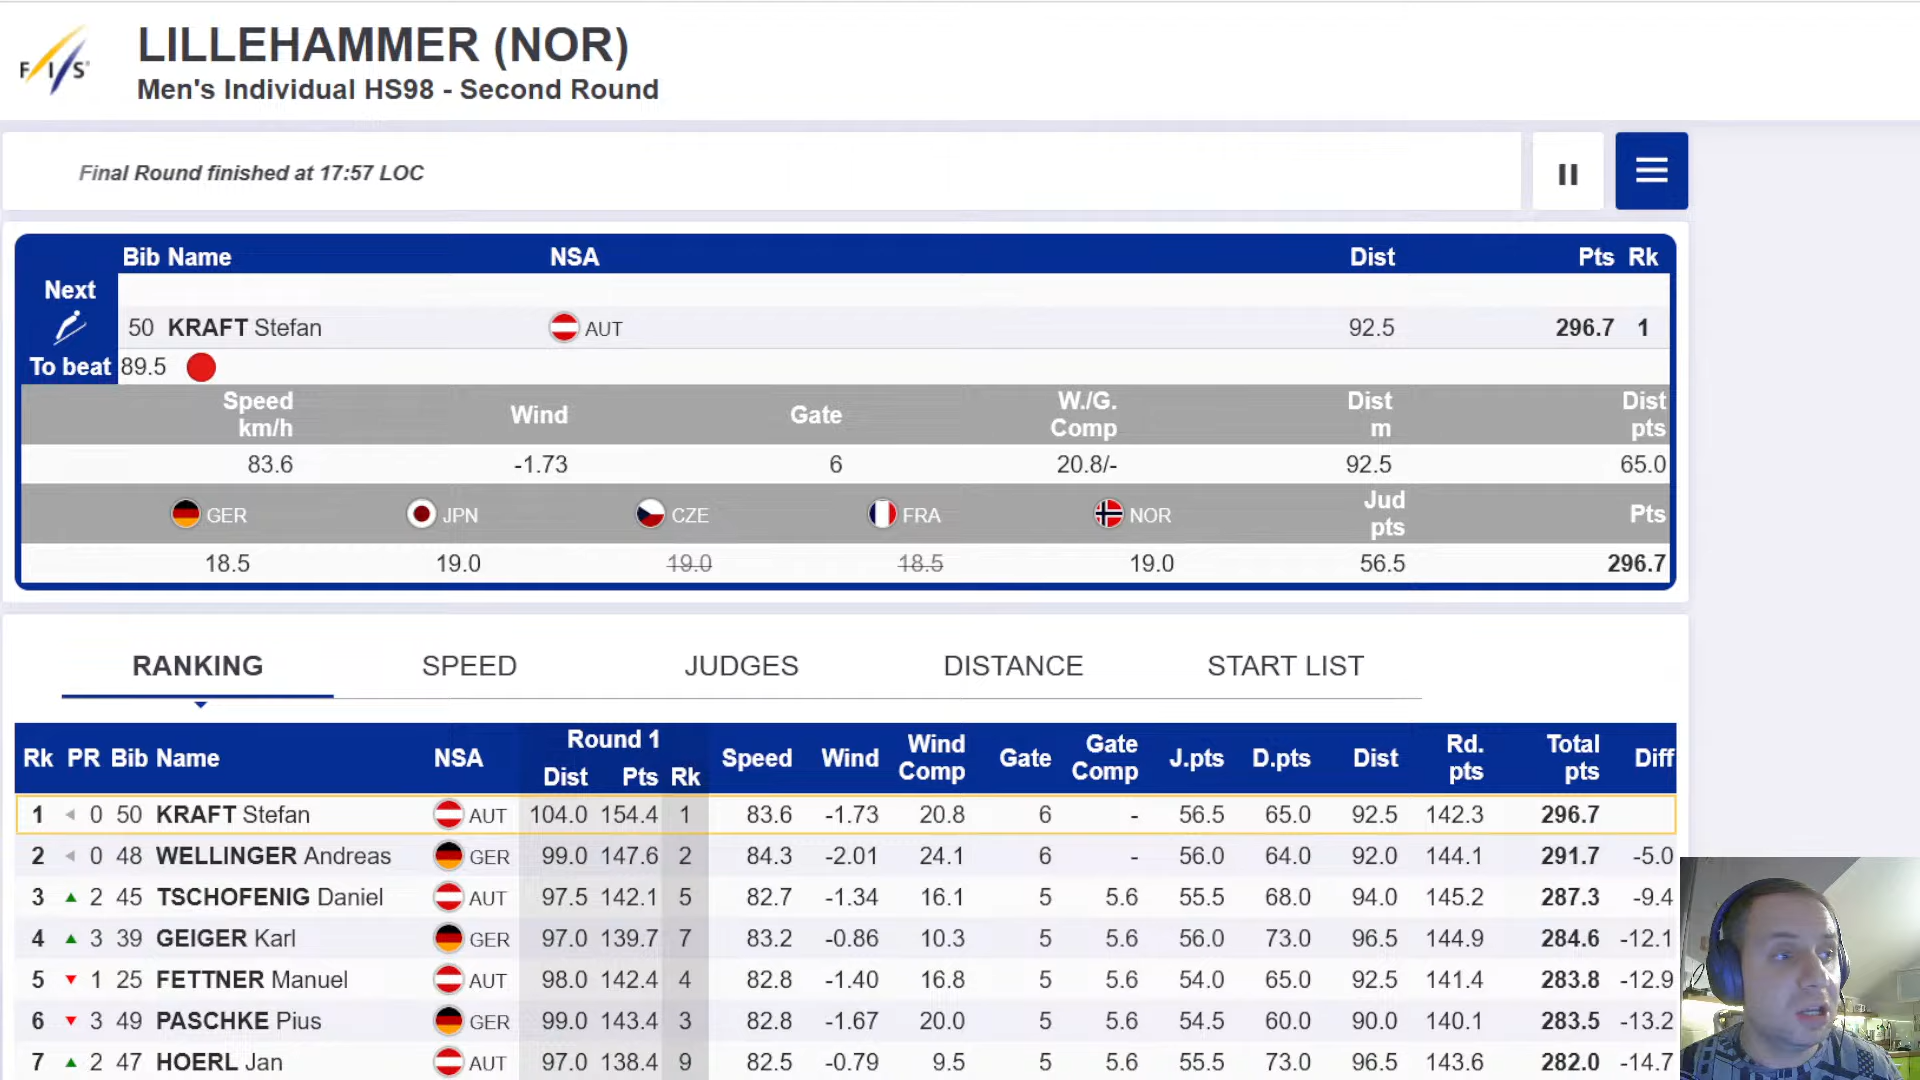 FIS
LILLEHAMMER (NOR)
Men's Individual HS98 - Second Round
Final Round finished at 17:57 LOC
Bib Name NSA Dist Pts Rk
Next
50 KRAFT Stefan AUT 92.5 296.7 1
To beat 89.5
Speed km/h Wind Gate W./G. Comp Dist m Dist pts
83.6 -1.73 6 20.8/- 92.5 65.0
GER JPN CZE FRA NOR Jud pts Pts
18.5 19.0 19.0 18.5 19.0 56.5 296.7
RANKING SPEED JUDGES DISTANCE START LIST
Rk PR Bib Name NSA Round 1 Dist Pts Rk Speed Wind Wind Comp Gate Gate Comp J.pts D.pts Dist Rd. pts Total pts Diff
1 0 50 KRAFT Stefan AUT 104.0 154.4 1 83.6 -1.73 20.8 6 - 56.5 65.0 92.5 142.3 296.7
2 0 48 WELLINGER Andreas GER 99.0 147.6 2 84.3 -2.01 24.1 6 - 56.0 64.0 92.0 144.1 291.7 -5.0
3 2 45 TSCHOFENIG Daniel AUT 97.5 142.1 5 82.7 -1.34 16.1 5 5.6 55.5 68.0 94.0 145.2 287.3 -9.4
4 3 39 GEIGER Karl GER 97.0 139.7 7 83.2 -0.86 10.3 5 5.6 56.0 73.0 96.5 144.9 284.6 -12.1
5 1 25 FETTNER Manuel AUT 98.0 142.4 4 82.8 -1.40 16.8 5 5.6 54.0 65.0 92.5 141.4 283.8 -12.9
6 3 49 PASCHKE Pius GER 99.0 143.4 3 82.8 -1.67 20.0 5 5.6 54.5 60.0 90.0 140.1 283.5 -13.2
7 2 47 HOERL Jan AUT 97.0 138.4 9 82.5 -0.79 9.5 5 5.6 55.5 73.0 96.5 143.6 282.0 -14.7